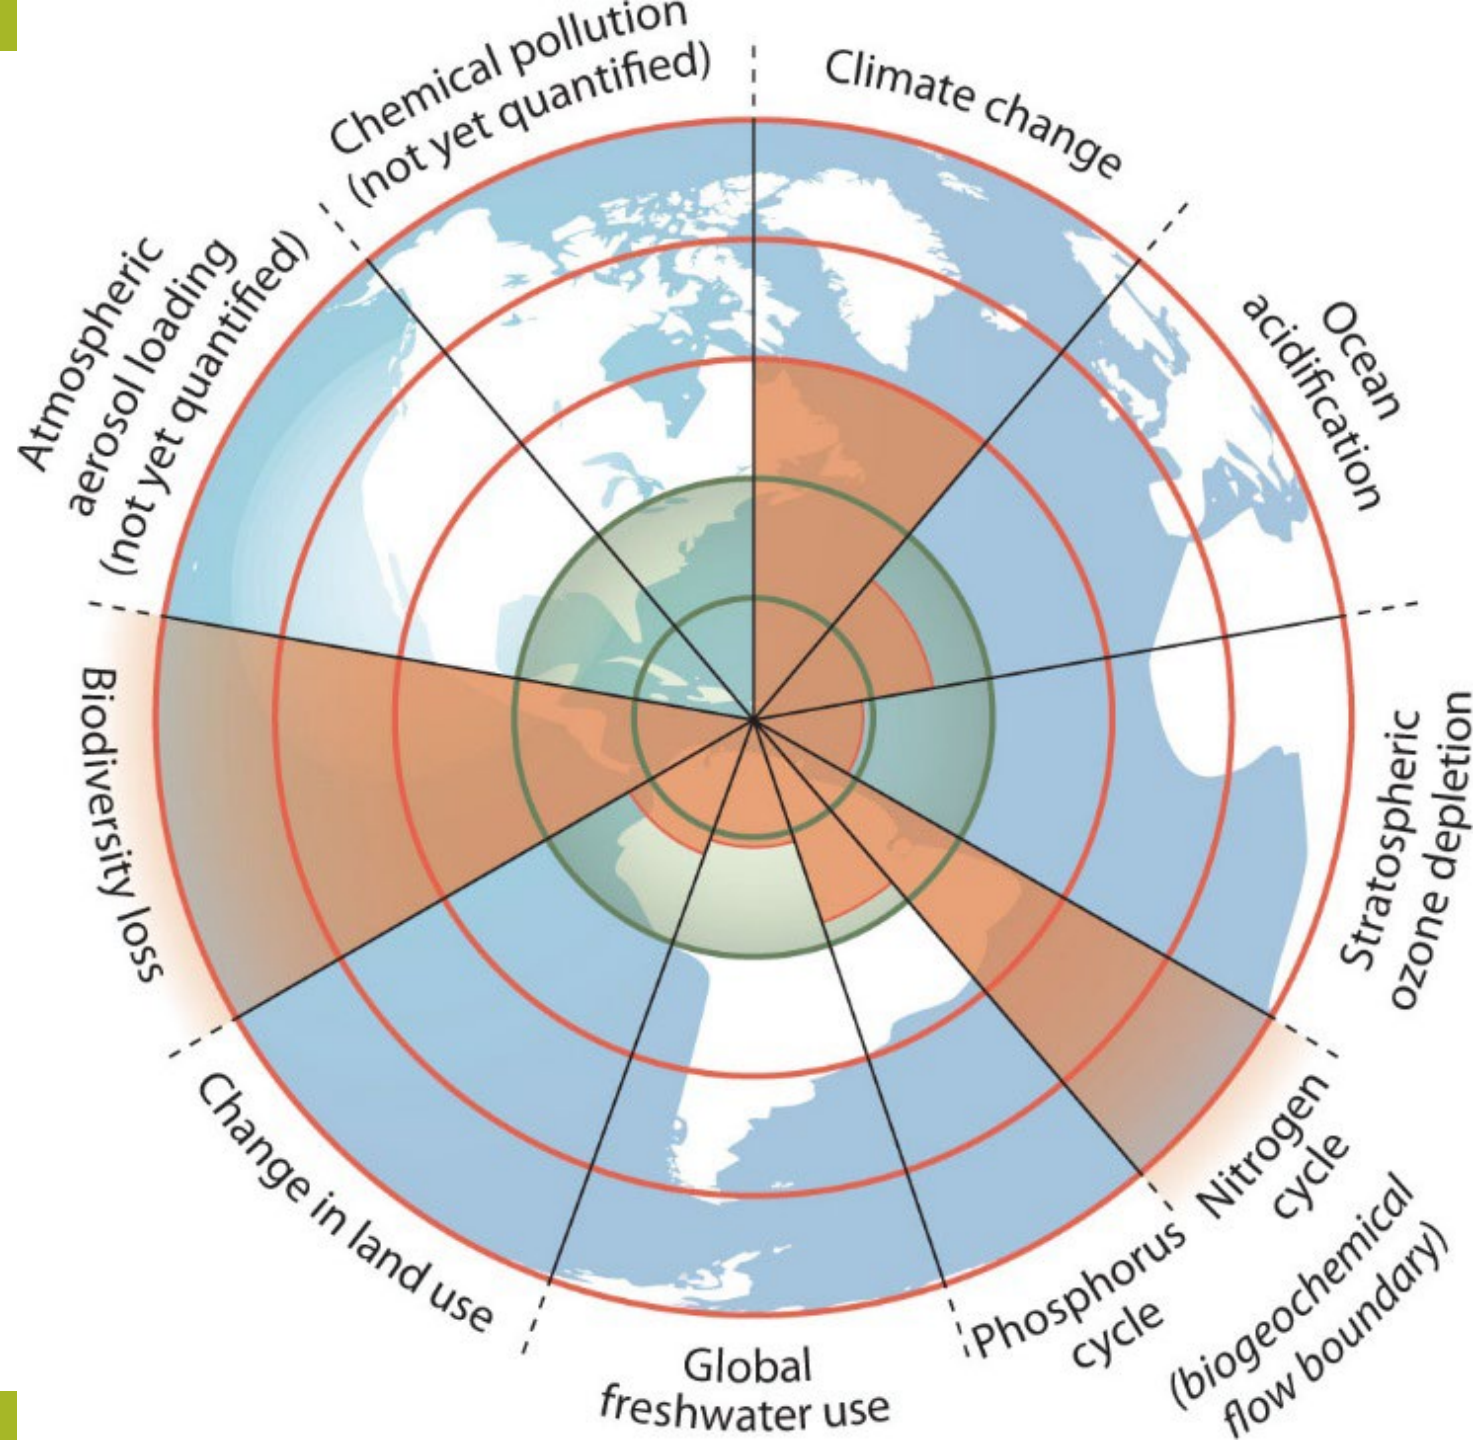 Chemical pollution
(not yet quantified)
Climate change
Ocean
acidification
Stratospheric
ozone depletion
Nitrogen
cycle
Phosphorus
cycle
(biogeochemical
flow boundary)
Global
freshwater use
Change in land use
Biodiversity loss
Atmospheric
aerosol loading
(not yet quantified)